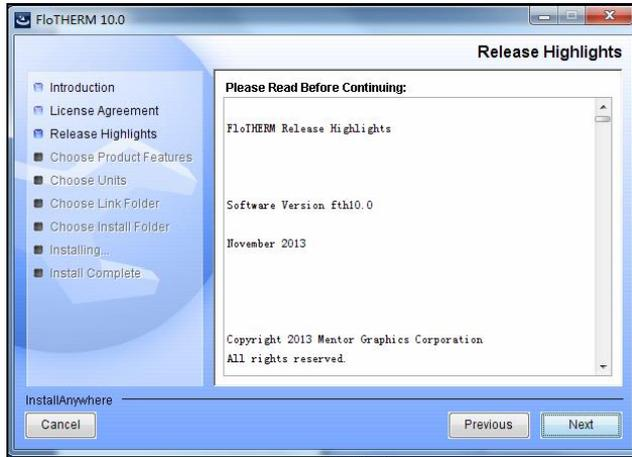 FloTHERM 10.0
Release Highlights
Introduction
License Agreement
Release Highlights
Choose Product Features
Choose Units
Choose Link Folder
Choose Install Folder
Installing...
Install Complete
Please Read Before Continuing:
FloTHERM Release Highlights
Software Version fth10.0
November 2013
Copyright 2013 Mentor Graphics Corporation
All rights reserved.
InstallAnywhere
Cancel
Previous
Next